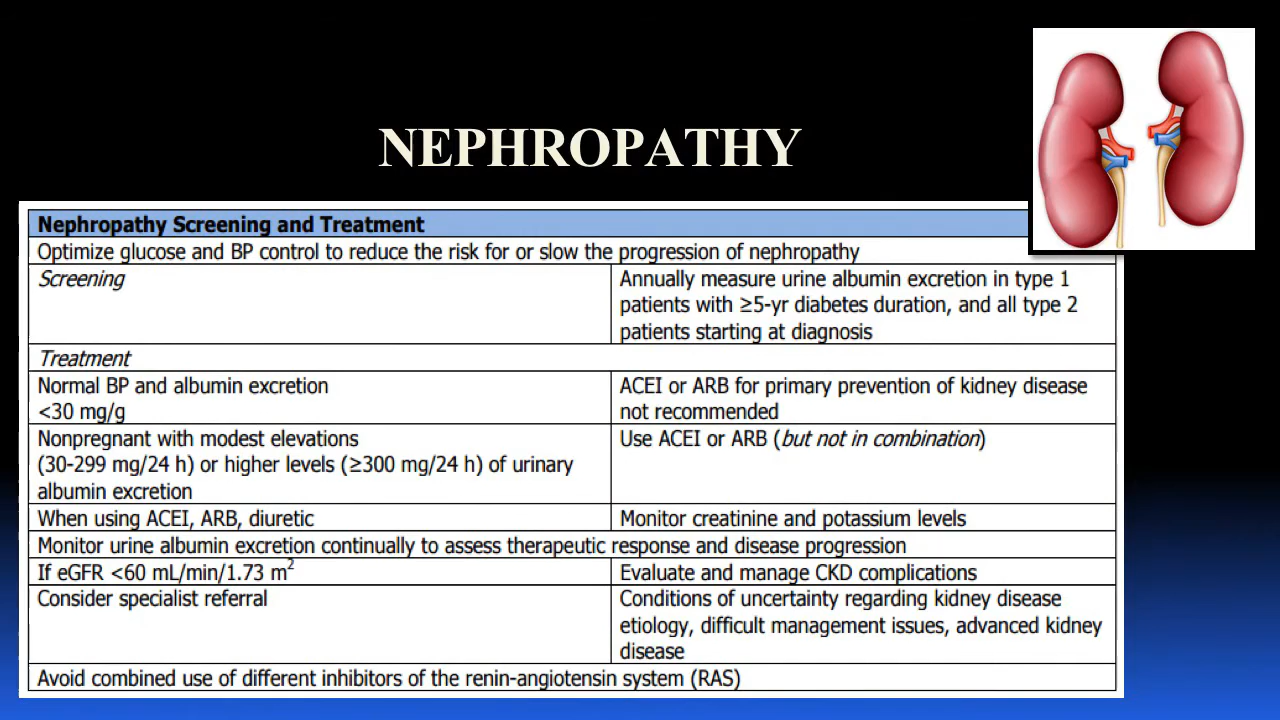 NEPHROPATHY
Nephropathy Screening and Treatment
Optimize glucose and BP control to reduce the risk for or slow the progression of nephropathy
Screening
Annually measure urine albumin excretion in type 1
patients with ≥5-yr diabetes duration, and all type 2
patients starting at diagnosis
Treatment
Normal BP and albumin excretion
<30 mg/g
ACEI or ARB for primary prevention of kidney disease
not recommended
Nonpregnant with modest elevations
(30-299 mg/24 h) or higher levels (≥300 mg/24 h) of urinary
albumin excretion
Use ACEI or ARB (but not in combination)
When using ACEI, ARB, diuretic
Monitor creatinine and potassium levels
Monitor urine albumin excretion continually to assess therapeutic response and disease progression
If eGFR <60 mL/min/1.73 m²
Evaluate and manage CKD complications
Consider specialist referral
Conditions of uncertainty regarding kidney disease
etiology, difficult management issues, advanced kidney
disease
Avoid combined use of different inhibitors of the renin-angiotensin system (RAS)